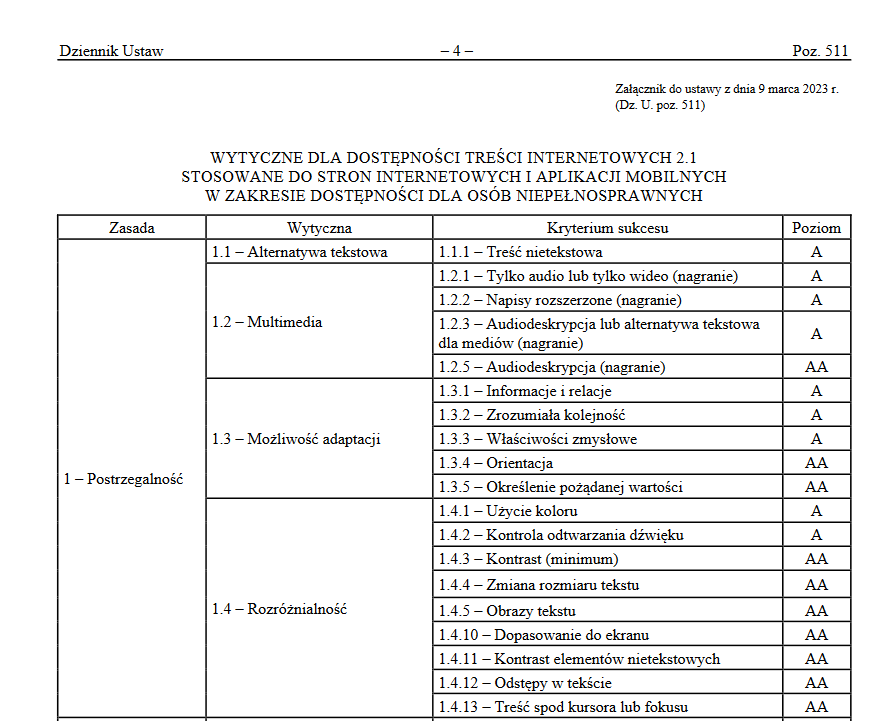 Dziennik Ustaw – 4 – Poz. 511
Załącznik do ustawy z dnia 9 marca 2023 r.
(Dz. U. poz. 511)
WYTYCZNE DLA DOSTĘPNOŚCI TREŚCI INTERNETOWYCH 2.1
STOSOWANE DO STRON INTERNETOWYCH I APLIKACJI MOBILNYCH
W ZAKRESIE DOSTĘPNOŚCI DLA OSÓB NIEPEŁNOSPRAWNYCH
Zasada Wytyczna Kryterium sukcesu Poziom
1 – Postrzegalność
1.1 – Alternatywa tekstowa
1.1.1 – Treść nietekstowa A
1.2 – Multimedia
1.2.1 – Tylko audio lub tylko wideo (nagranie) A
1.2.2 – Napisy rozszerzone (nagranie) A
1.2.3 – Audiodeskrypcja lub alternatywa tekstowa
dla mediów (nagranie) A
1.2.5 – Audiodeskrypcja (nagranie) AA
1.3 – Możliwość adaptacji
1.3.1 – Informacje i relacje A
1.3.2 – Zrozumiała kolejność A
1.3.3 – Właściwości zmysłowe A
1.3.4 – Orientacja AA
1.3.5 – Określenie pożądanej wartości AA
1.4 – Rozróżnialność
1.4.1 – Użycie koloru A
1.4.2 – Kontrola odtwarzania dźwięku A
1.4.3 – Kontrast (minimum) AA
1.4.4 – Zmiana rozmiaru tekstu AA
1.4.5 – Obrazy tekstu AA
1.4.10 – Dopasowanie do ekranu AA
1.4.11 – Kontrast elementów nietekstowych AA
1.4.12 – Odstępy w tekście AA
1.4.13 – Treść spod kursora lub fokusu AA